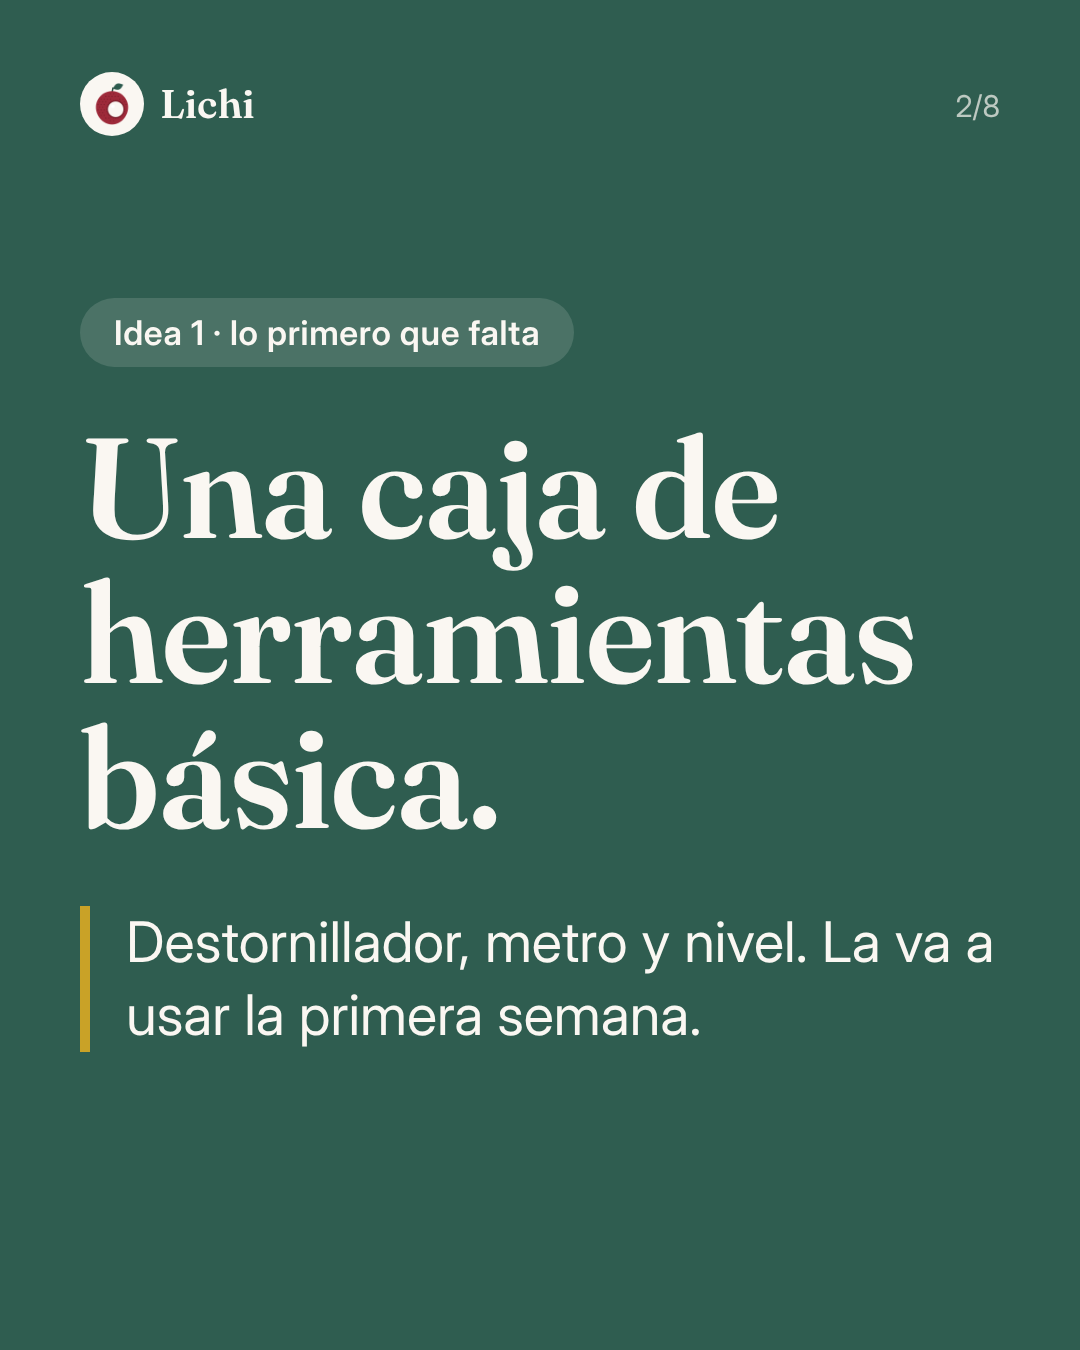 Lichi
2/8
Idea 1 · lo primero que falta
Una caja de
herramientas
básica.
Destornillador, metro y nivel. La va a
usar la primera semana.